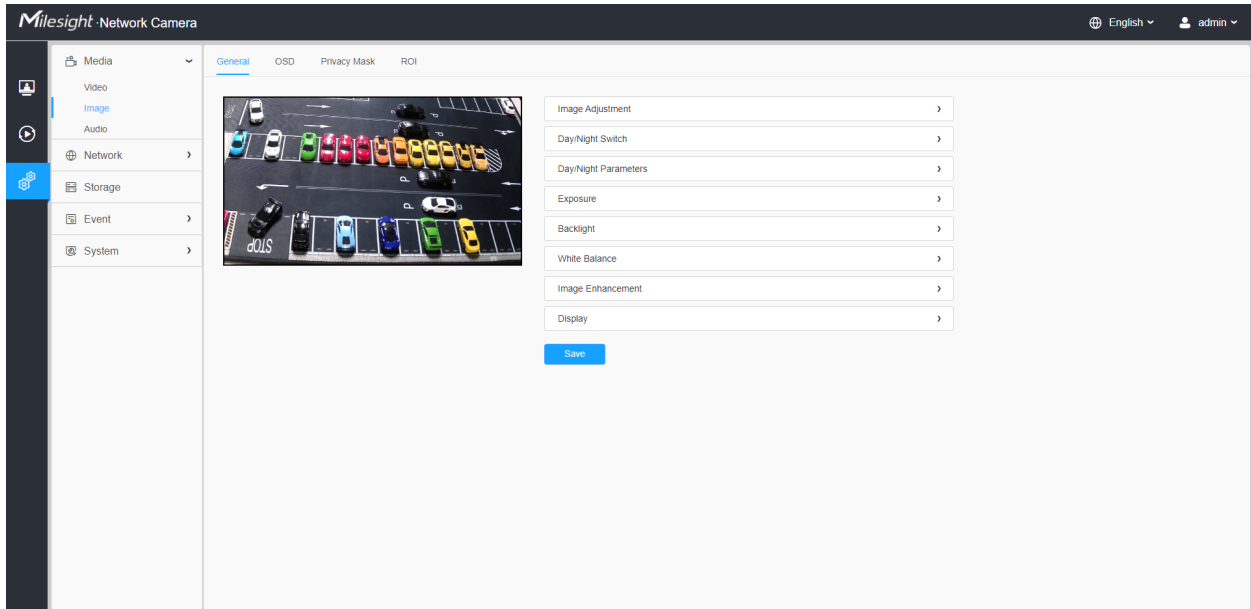 Milesight · Network Camera
English
admin
Media
Video
Image
Audio
Network
Storage
Event
System
General OSD Privacy Mask ROI
P
P
P
STOP
Image Adjustment
Day/Night Switch
Day/Night Parameters
Exposure
Backlight
White Balance
Image Enhancement
Display
Save